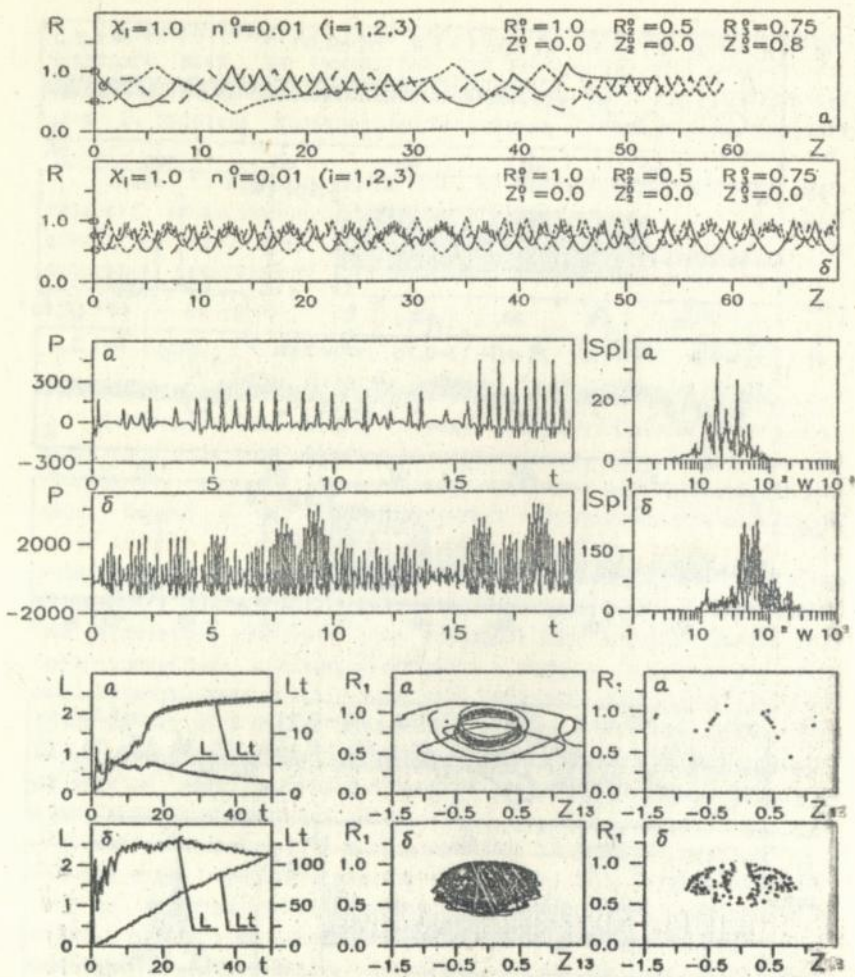 R χ₁=1.0 n₁⁰=0.01 (i=1,2,3) R₁⁰=1.0 R₂⁰=0.5 R₃⁰=0.75
Z₁⁰=0.0 Z₂⁰=0.0 Z₃⁰=0.8
1.0
0.0
a
0 10 20 30 40 50 60 Z
R χ₁=1.0 n₁⁰=0.01 (i=1,2,3) R₁⁰=1.0 R₂⁰=0.5 R₃⁰=0.75
Z₁⁰=0.0 Z₂⁰=0.0 Z₃⁰=0.0
1.0
0.0
δ
0 10 20 30 40 50 60 Z
P a |Sp| a
300
0
-300
20
0
0 5 10 15 t 10 10² w
P δ |Sp| δ
2000
-2000
150
0
0 5 10 15 t 10 10² w 10³
L a Lt R₁ a R₁ a
2
1
0
10
0
1.0
0.5
0.0
1.0
0.5
0.0
L Lt
0 20 40 t -1.5 -0.5 0.5 Z13 -1.5 -0.5 0.5
L δ Lt R₁ δ R₁ δ
2
1
0
100
50
0
1.0
0.5
0.0
1.0
0.5
0.0
L Lt
0 20 40 t -1.5 -0.5 0.5 Z13 -1.5 -0.5 0.5